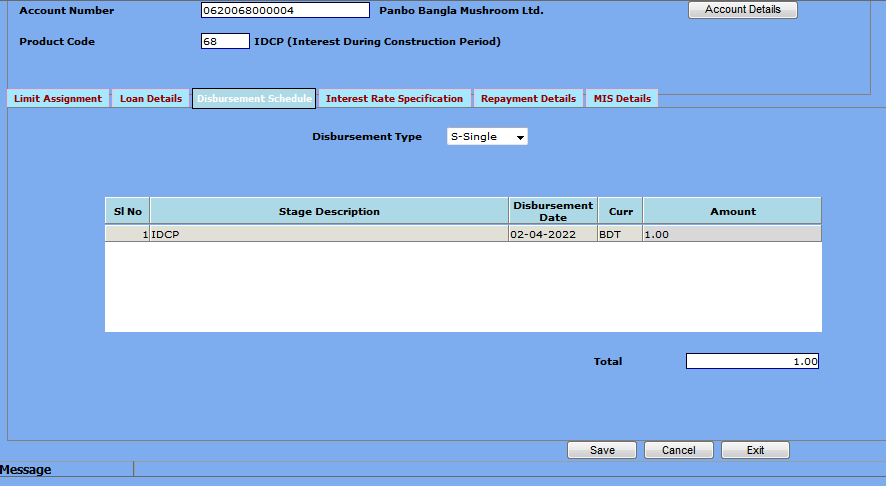 Account Number 0620068000004 Panbo Bangla Mushroom Ltd. Account Details
Product Code 68 IDCP (Interest During Construction Period)
Limit Assignment Loan Details Disbursement Schedule Interest Rate Specification Repayment Details MIS Details
Disbursement Type S-Single
Sl No Stage Description Disbursement Date Curr Amount
1 IDCP 02-04-2022 BDT 1.00
Total 1.00
Save Cancel Exit
Message